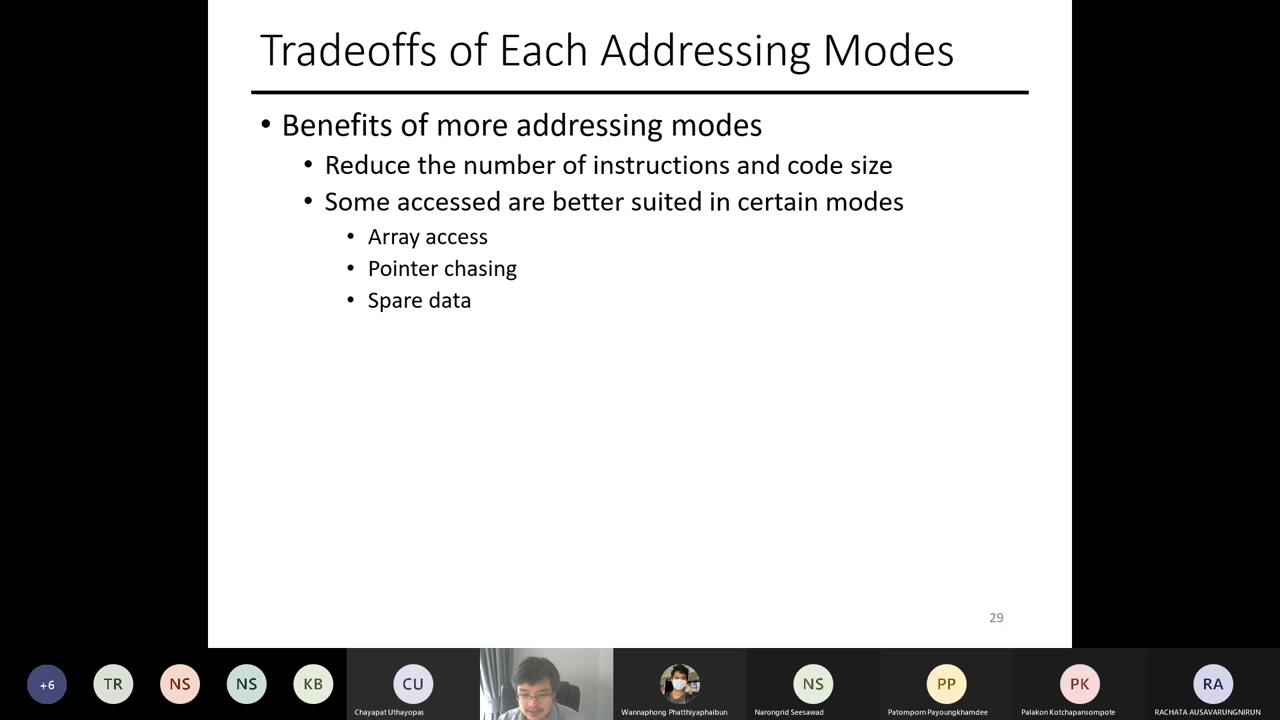 Tradeoffs of Each Addressing Modes
• Benefits of more addressing modes
• Reduce the number of instructions and code size
• Some accessed are better suited in certain modes
• Array access
• Pointer chasing
• Spare data
29
+6 TR NS NS KB CU NS PP PK RA
Chayapat Uthayopas Wannaphong Phatthiyaphaibun Narongrid Seesawad Patomporn Payoungkhamdee Palakon Kotchapansompote RACHATA AUSAVARUNGNIRUN